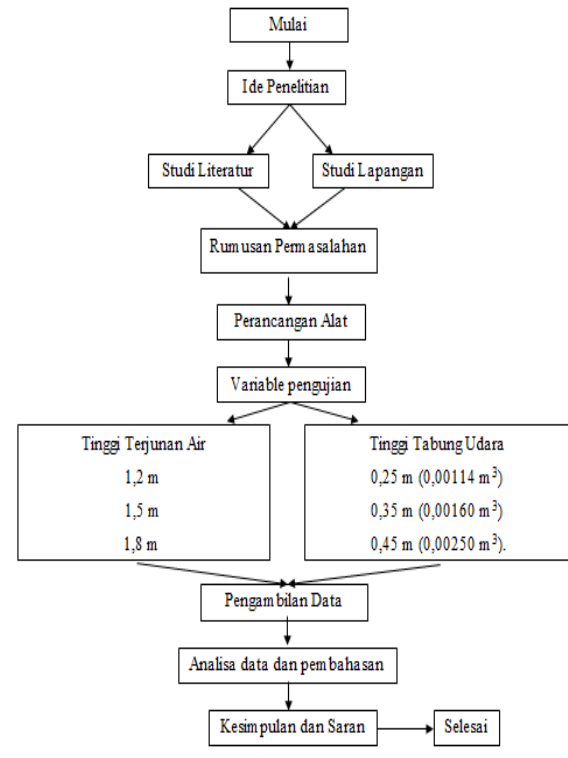 Mulai
Ide Penelitian
Studi Literatur
Studi Lapangan
Rumusan Permasalahan
Perancangan Alat
Variable pengujian
Tinggi Terjunan Air
1,2 m
1,5 m
1,8 m
Tinggi Tabung Udara
0,25 m (0,00114 m³)
0,35 m (0,00160 m³)
0,45 m (0,00250 m³).
Pengambilan Data
Analisa data dan pembahasan
Kesimpulan dan Saran
Selesai